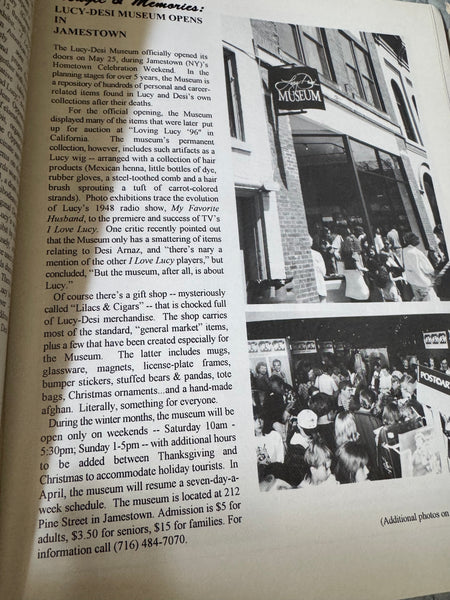 & Memories:
LUCY-DESI MUSEUM OPENS
IN
JAMESTOWN
The Lucy-Desi Museum officially opened its
doors on May 25, during Jamestown (NY)'s
Hometown Celebration Weekend. In the
planning stages for over 5 years, the Museum is
a repository of hundreds of personal and career-
related items found in Lucy and Desi's own
collections after their deaths.
For the official opening, the Museum
displayed many of the items that were later put
up for auction at "Loving Lucy '96" in
California. The museum's permanent
collection, however, includes such artifacts as a
Lucy wig -- arranged with a collection of hair
products (Mexican henna, little bottles of dye,
rubber gloves, a steel-toothed comb and a hair
brush sprouting a tuft of carrot-colored
strands). Photo exhibitions trace the evolution
of Lucy's 1948 radio show, My Favorite
Husband, to the premiere and success of TV's
I Love Lucy. One critic recently pointed out
that the Museum only has a smattering of items
relating to Desi Arnaz, and "there's nary a
mention of the other I Love Lucy players," but
concluded, "But the museum, after all, is about
Lucy."
Of course there's a gift shop -- mysteriously
called "Lilacs & Cigars" -- that is chocked full
of Lucy-Desi merchandise. The shop carries
most of the standard, "general market" items,
plus a few that have been created especially for
the Museum. The latter includes mugs,
glassware, magnets, license-plate frames,
bumper stickers, stuffed bears & pandas, tote
bags, Christmas ornaments...and a hand-made
afghan. Literally, something for everyone.
During the winter months, the museum will be
open only on weekends -- Saturday 10am -
5:30pm; Sunday 1-5pm -- with additional hours
to be added between Thanksgiving and
Christmas to accommodate holiday tourists. In
April, the museum will resume a seven-day-a-
week schedule. The museum is located at 212
Pine Street in Jamestown. Admission is $5 for
adults, $3.50 for seniors, $15 for families. For
information call (716) 484-7070.
MUSEUM
POSTCARD
(Additional photos on